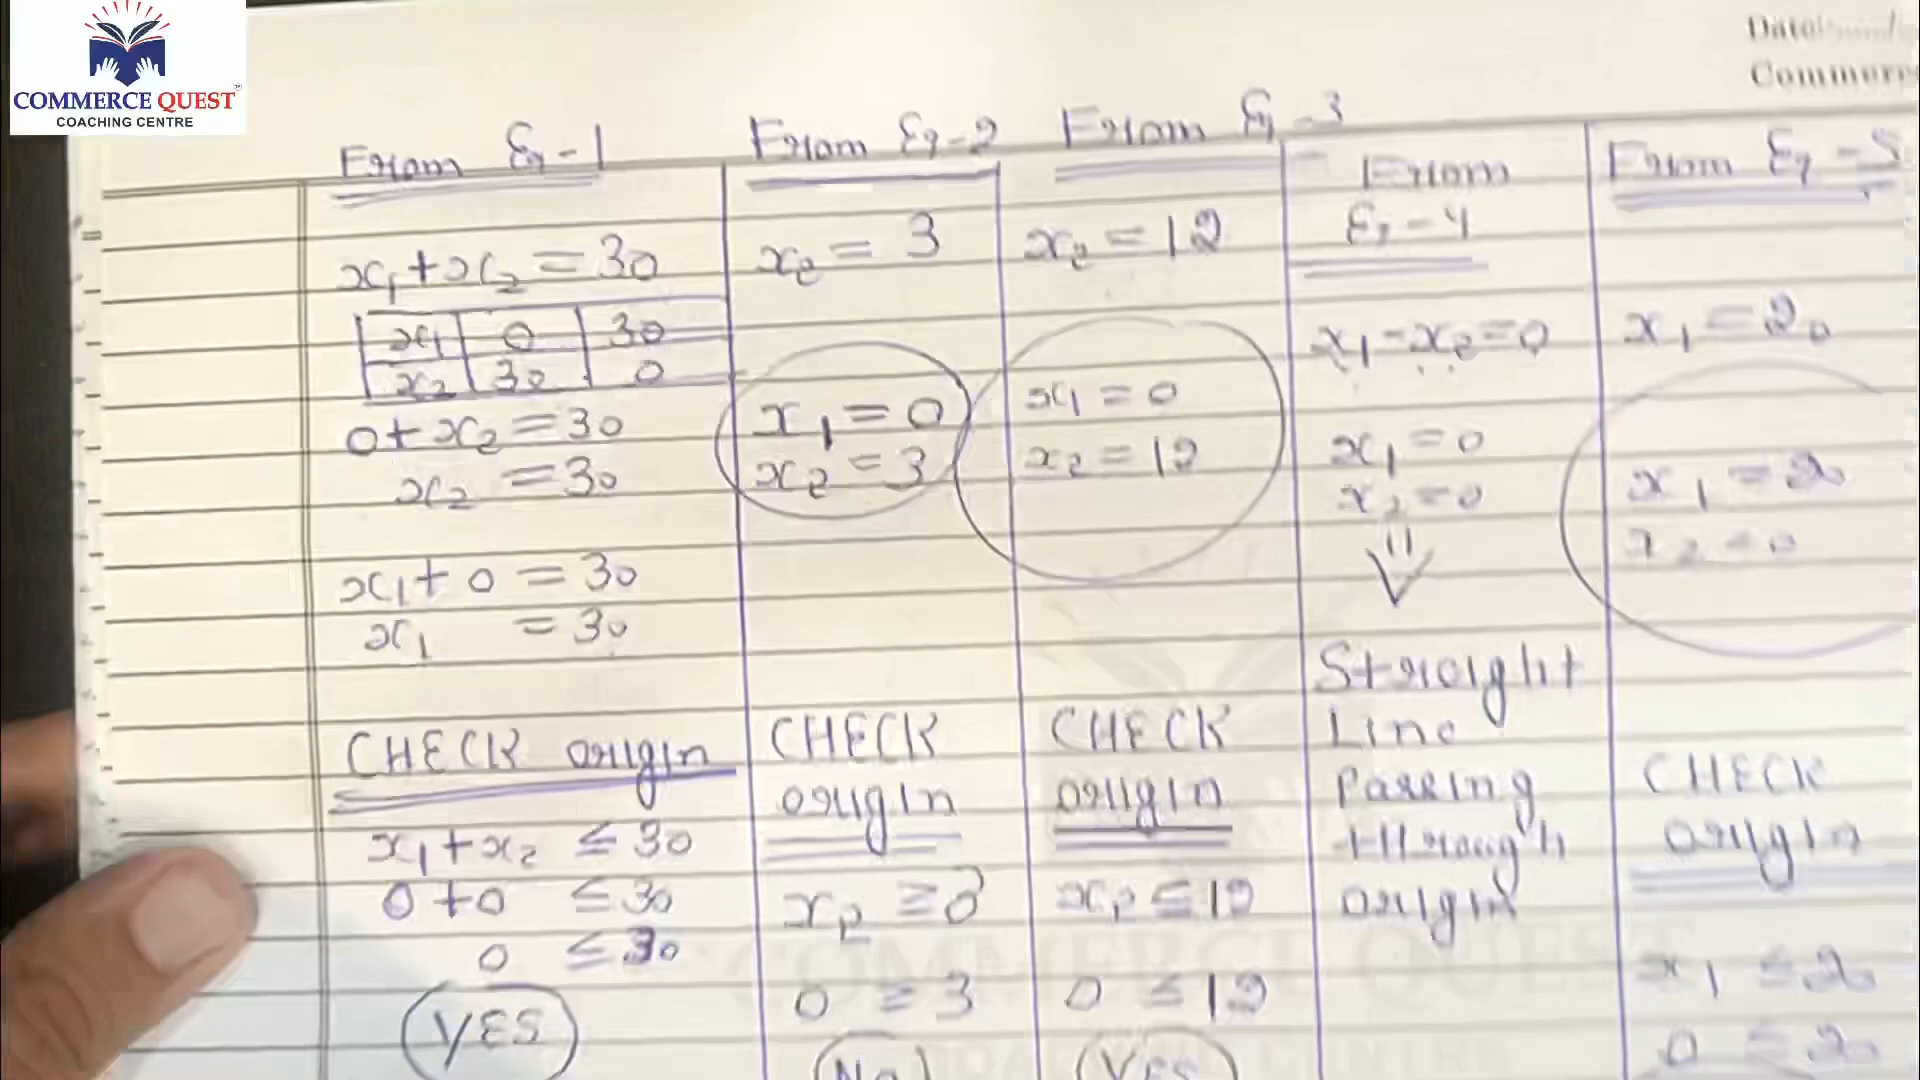 COMMERCE QUEST
COACHING CENTRE
Date
Commerc
From Eq-1
x₁+x₂ = 30
x₁ 0 30
x₂ 30 0
0+x₂ = 30
x₂ = 30
x₁+0 = 30
x₁ = 30
CHECK origin
x₁+x₂ ≤ 30
0+0 ≤ 30
0 ≤ 30
YES
From Eq-2
x₂ = 3
x₁ = 0
x₂ = 3
CHECK
origin
x₂ ≥ 3
0 ≥ 3
No
From Eq-3
x₂ = 12
x₁ = 0
x₂ = 12
CHECK
origin
x₂ ≤ 12
0 ≤ 12
YES
From
Eq-4
x₁-x₂=0
x₁ = 0
x₂ = 0
Straight
Line
Passing
through
origin
From Eq-5
x₁ = 20
x₁ = 20
x₂ = 0
CHECK
origin
x₁ ≤ 20
0 ≤ 20
COMMERCE QUEST